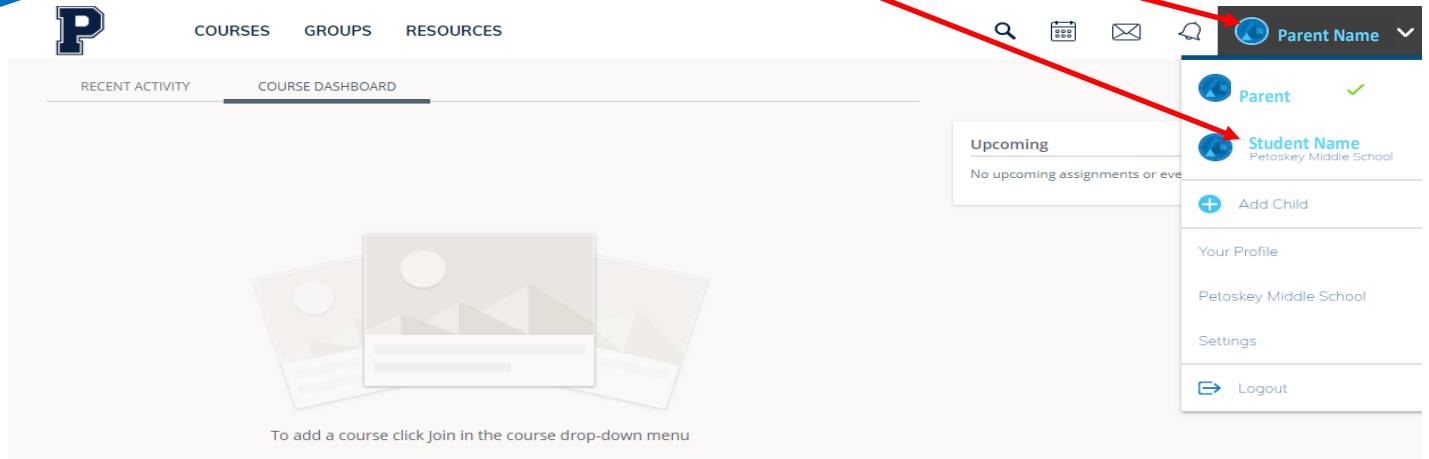 P
COURSES GROUPS RESOURCES
Parent Name
RECENT ACTIVITY COURSE DASHBOARD
Parent
Student Name
Petoskey Middle School
Upcoming
No upcoming assignments or eve
Add Child
Your Profile
Petoskey Middle School
Settings
Logout
To add a course click Join in the course drop-down menu